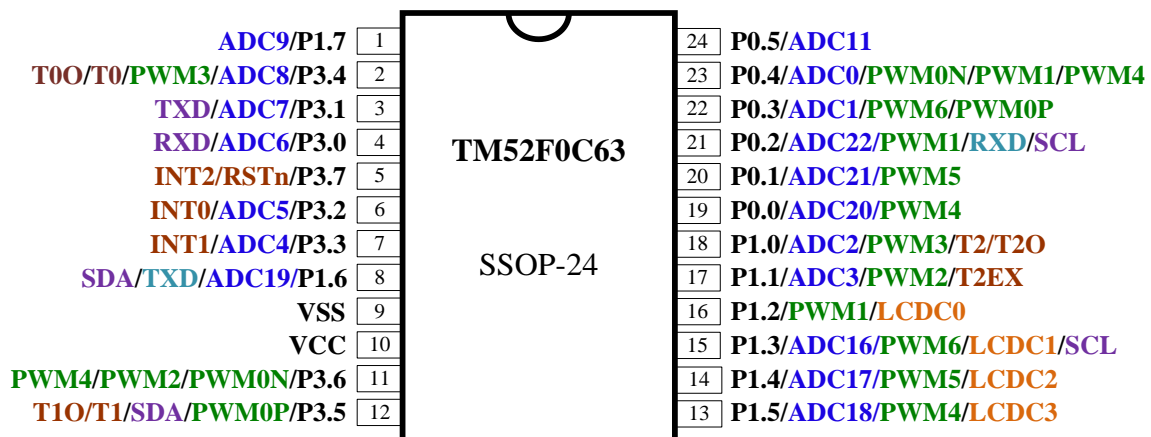 ADC9/P1.7 1
T0O/T0/PWM3/ADC8/P3.4 2
TXD/ADC7/P3.1 3
RXD/ADC6/P3.0 4
INT2/RSTn/P3.7 5
INT0/ADC5/P3.2 6
INT1/ADC4/P3.3 7
SDA/TXD/ADC19/P1.6 8
VSS 9
VCC 10
PWM4/PWM2/PWM0N/P3.6 11
T1O/T1/SDA/PWM0P/P3.5 12
TM52F0C63
SSOP-24
24 P0.5/ADC11
23 P0.4/ADC0/PWM0N/PWM1/PWM4
22 P0.3/ADC1/PWM6/PWM0P
21 P0.2/ADC22/PWM1/RXD/SCL
20 P0.1/ADC21/PWM5
19 P0.0/ADC20/PWM4
18 P1.0/ADC2/PWM3/T2/T2O
17 P1.1/ADC3/PWM2/T2EX
16 P1.2/PWM1/LCDC0
15 P1.3/ADC16/PWM6/LCDC1/SCL
14 P1.4/ADC17/PWM5/LCDC2
13 P1.5/ADC18/PWM4/LCDC3